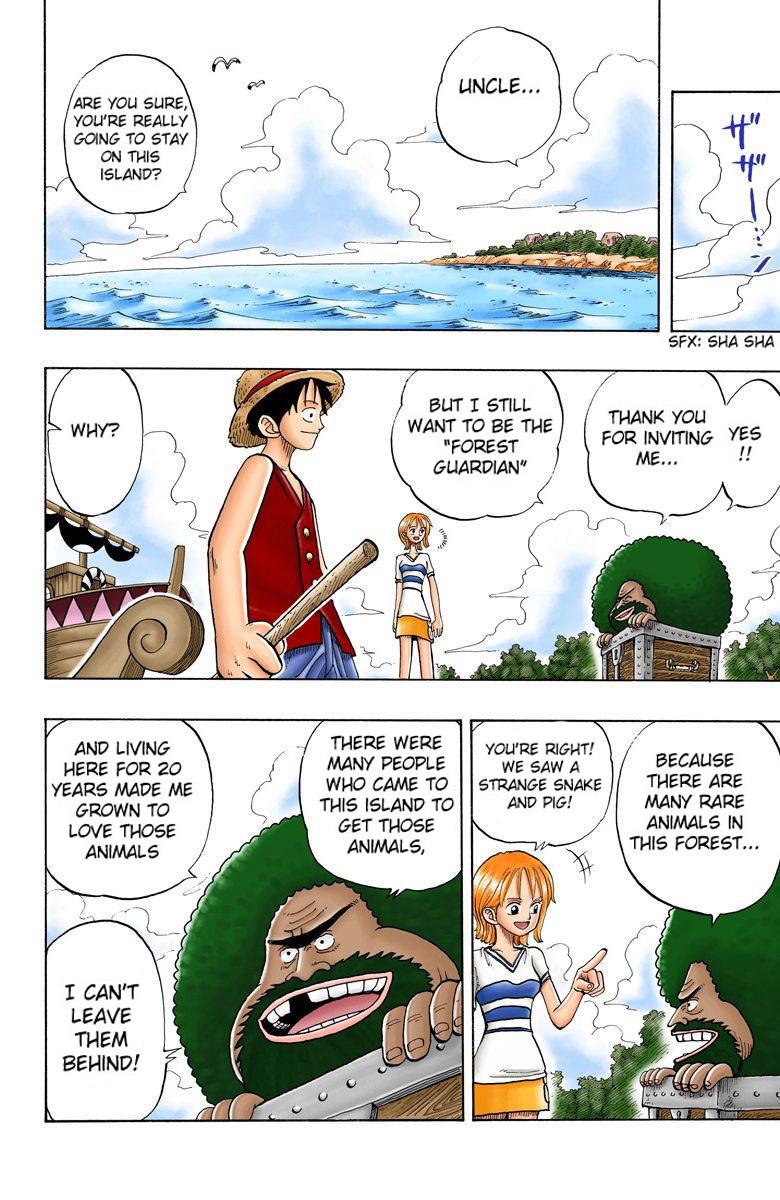 ザザーン
SFX: SHA SHA
UNCLE...
ARE YOU SURE,
YOU'RE REALLY
GOING TO STAY
ON THIS
ISLAND?
YES
!!
THANK YOU
FOR INVITING
ME...
BUT I STILL
WANT TO BE THE
"FOREST
GUARDIAN"
WHY?
BECAUSE
THERE ARE
MANY RARE
ANIMALS IN
THIS FOREST...
YOU'RE RIGHT!
WE SAW A
STRANGE SNAKE
AND PIG!
THERE WERE
MANY PEOPLE
WHO CAME TO
THIS ISLAND TO
GET THOSE
ANIMALS,
AND LIVING
HERE FOR 20
YEARS MADE ME
GROWN TO
LOVE THOSE
ANIMALS
I CAN'T
LEAVE
THEM
BEHIND!